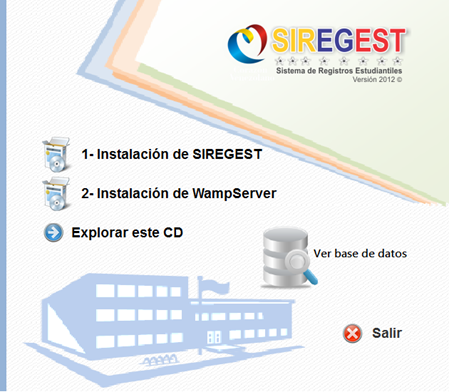 SIREGEST
Sistema de Registros Estudiantiles
Versión 2012 ©
1- Instalación de SIREGEST
2- Instalación de WampServer
Explorar este CD
Ver base de datos
Salir